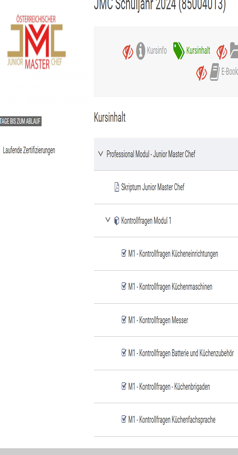 JMC Schuljahr 2024 (85004013)
ÖSTERREICHISCHER
JMC
JUNIOR MASTER CHEF
Kursinfo
Kursinhalt
E-Book
TAGE BIS ZUM ABLAUF
Laufende Zertifizierungen
Kursinhalt
Professional Modul - Junior Master Chef
Skriptum Junior Master Chef
Kontrollfragen Modul 1
M1 - Kontrollfragen Kücheneinrichtungen
M1 - Kontrollfragen Küchenmaschinen
M1 - Kontrollfragen Messer
M1 - Kontrollfragen Batterie und Küchenzubehör
M1 - Kontrollfragen - Küchenbrigaden
M1 - Kontrollfragen Küchenfachsprache